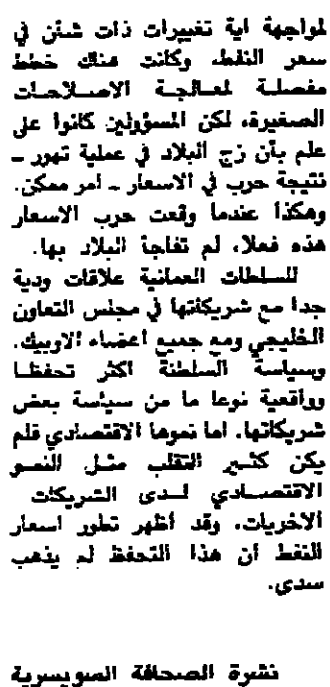 لمواجهة اية تغييرات ذات شئن في
سعر النفط، وكانت هناك خطط
مفصلة لمعالجة الاصلاحات
الصغيرة، لكن المسؤولين كانوا على
علم بأن زج البلاد في عملية تهور ـ
نتيجة حرب في الاسعار ـ امر ممكن.
وهكذا عندما وقعت حرب الاسعار
هذه فعلا، لم تفاجأ البلاد بها.
للسلطات العمانية علاقات ودية
جدا مع شريكاتها في مجلس التعاون
الخليجي ومع جميع اعضاء الاوبيك.
وسياسة السلطنة اكثر تحفظا
وواقعية نوعا ما من سياسة بعض
شريكاتها. اما نموها الاقتصادي فلم
يكن كثير التقلب مثل النمو
الاقتصادي لدى الشريكات
الاخريات. وقد أظهر تطور اسعار
النفط ان هذا التحفظ لم يذهب
سدى.
نشرة الصحافة السويسرية